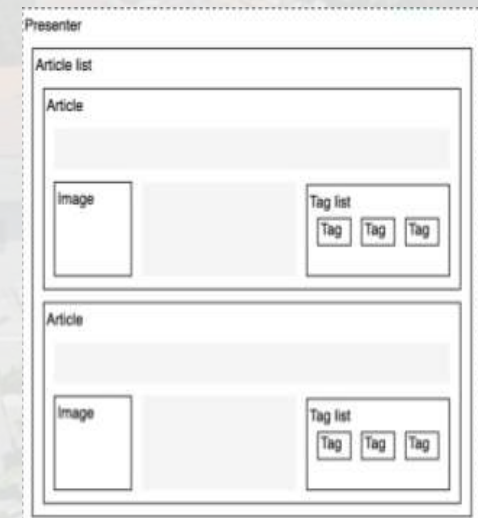 Presenter
Article list
Article
Image
Tag list
Tag Tag Tag
Article
Image
Tag list
Tag Tag Tag